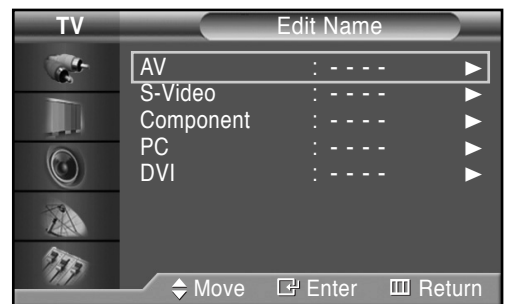 TV Edit Name
AV : - - - - ►
S-Video : - - - - ►
Component : - - - - ►
PC : - - - - ►
DVI : - - - - ►
Move Enter Return